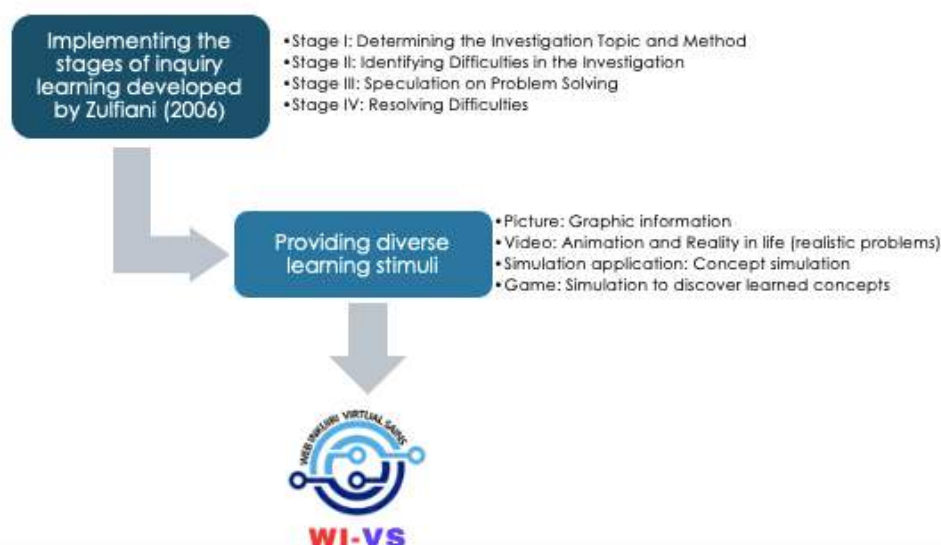 Implementing the
stages of inquiry
learning developed
by Zulfiani (2006)
•Stage I: Determining the Investigation Topic and Method
•Stage II: Identifying Difficulties in the Investigation
•Stage III: Speculation on Problem Solving
•Stage IV: Resolving Difficulties
Providing diverse
learning stimuli
•Picture: Graphic information
•Video: Animation and Reality in life (realistic problems)
•Simulation application: Concept simulation
•Game: Simulation to discover learned concepts
WEB INKUIRI VIRTUAL SAINS
WI-VS